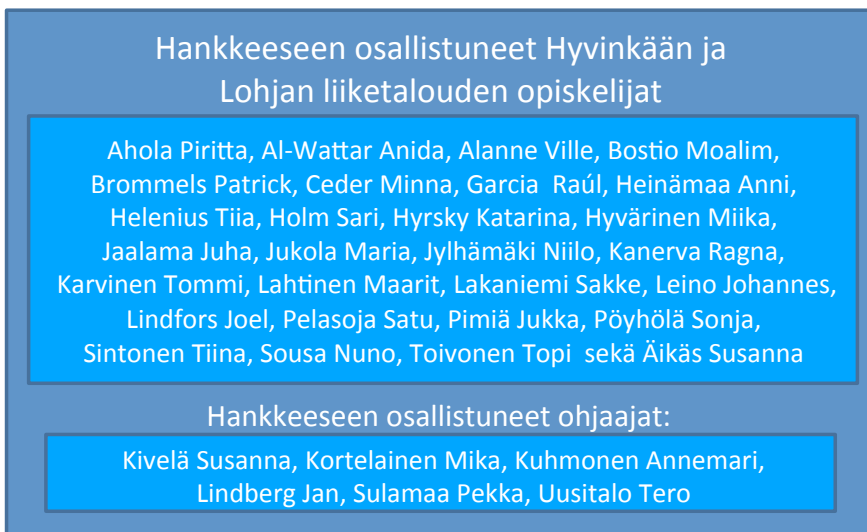 Hankkeeseen osallistuneet Hyvinkään ja
Lohjan liiketalouden opiskelijat
Ahola Piritta, Al-Wattar Anida, Alanne Ville, Bostio Moalim,
Brommels Patrick, Ceder Minna, Garcia  Raúl, Heinämaa Anni,
Helenius Tiia, Holm Sari, Hyrsky Katarina, Hyvärinen Miika,
Jaalama Juha, Jukola Maria, Jylhämäki Niilo, Kanerva Ragna,
Karvinen Tommi, Lahtinen Maarit, Lakaniemi Sakke, Leino Johannes,
Lindfors Joel, Pelasoja Satu, Pimiä Jukka, Pöyhölä Sonja,
Sintonen Tiina, Sousa Nuno, Toivonen Topi  sekä Äikäs Susanna
Hankkeeseen osallistuneet ohjaajat:
Kivelä Susanna, Kortelainen Mika, Kuhmonen Annemari,
Lindberg Jan, Sulamaa Pekka, Uusitalo Tero